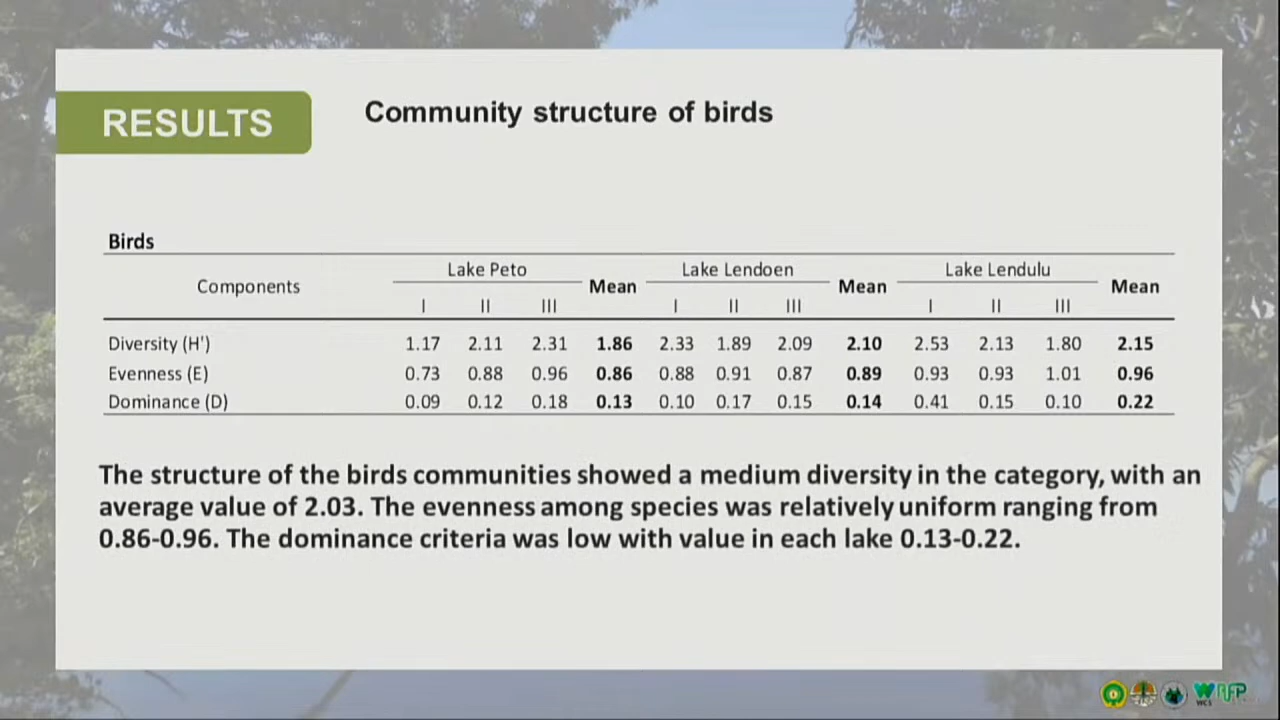 RESULTS
Community structure of birds
Birds
Components Lake Peto Mean Lake Lendoen Mean Lake Lendulu Mean
I II III I II III I II III
Diversity (H') 1.17 2.11 2.31 1.86 2.33 1.89 2.09 2.10 2.53 2.13 1.80 2.15
Evenness (E) 0.73 0.88 0.96 0.86 0.88 0.91 0.87 0.89 0.93 0.93 1.01 0.96
Dominance (D) 0.09 0.12 0.18 0.13 0.10 0.17 0.15 0.14 0.41 0.15 0.10 0.22
The structure of the birds communities showed a medium diversity in the category, with an
average value of 2.03. The evenness among species was relatively uniform ranging from
0.86-0.96. The dominance criteria was low with value in each lake 0.13-0.22.
WCS